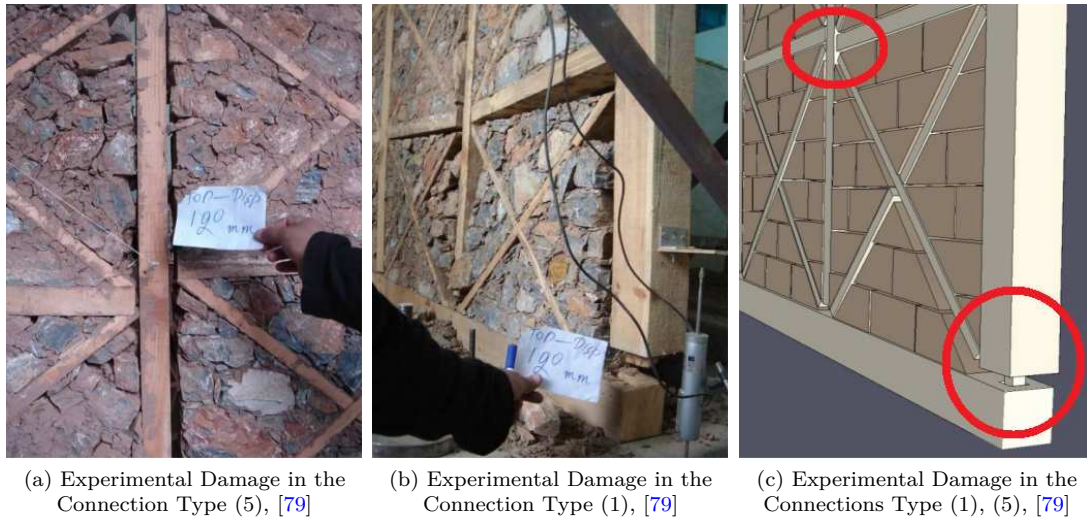 Top-Disp
120
mm
Top-Disp
120
mm
(a) Experimental Damage in the
Connection Type (5), [79]
(b) Experimental Damage in the
Connection Type (1), [79]
(c) Experimental Damage in the
Connections Type (1), (5), [79]